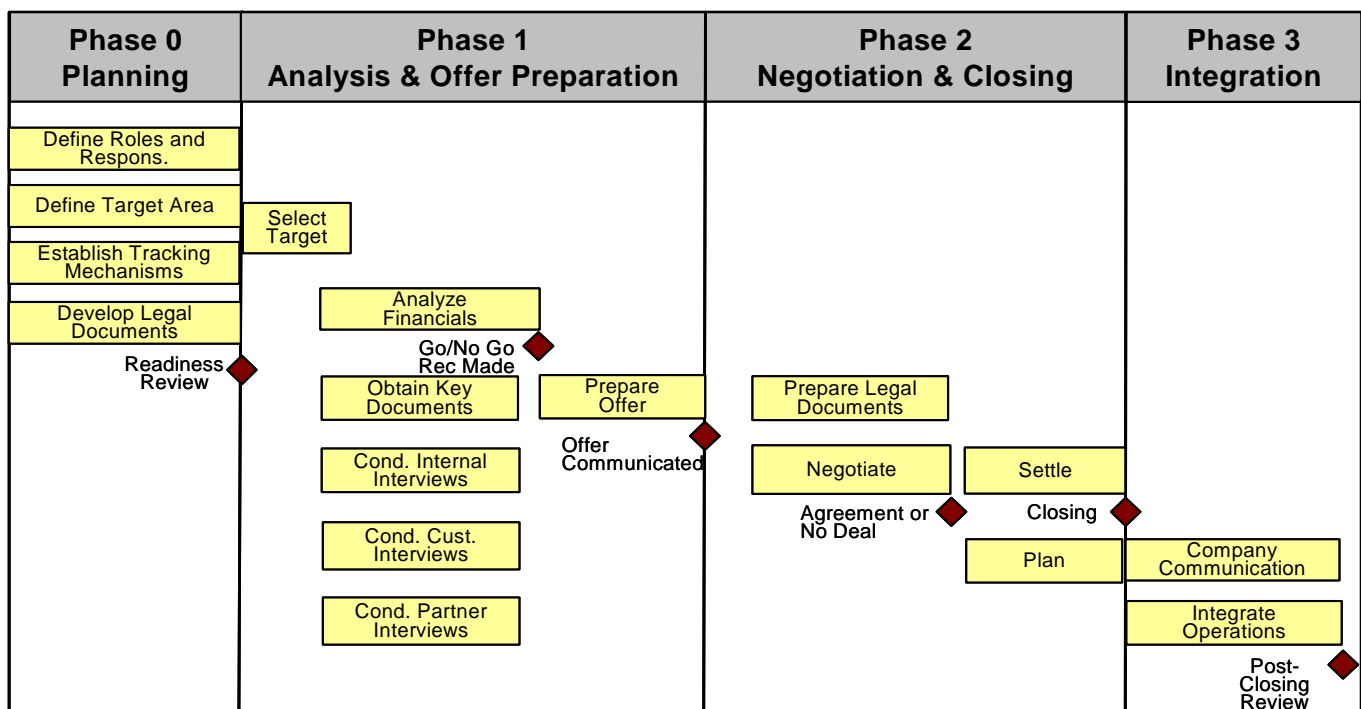 Phase 0
Planning
Phase 1
Analysis & Offer Preparation
Phase 2
Negotiation & Closing
Phase 3
Integration
Define Roles and
Respons.
Define Target Area
Establish Tracking
Mechanisms
Develop Legal
Documents
Readiness
Review
Select
Target
Analyze
Financials
Go/No Go
Rec Made
Obtain Key
Documents
Cond. Internal
Interviews
Cond. Cust.
Interviews
Cond. Partner
Interviews
Prepare
Offer
Offer
Communicated
Prepare Legal
Documents
Negotiate
Agreement or
No Deal
Settle
Closing
Plan
Company
Communication
Integrate
Operations
Post-
Closing
Review